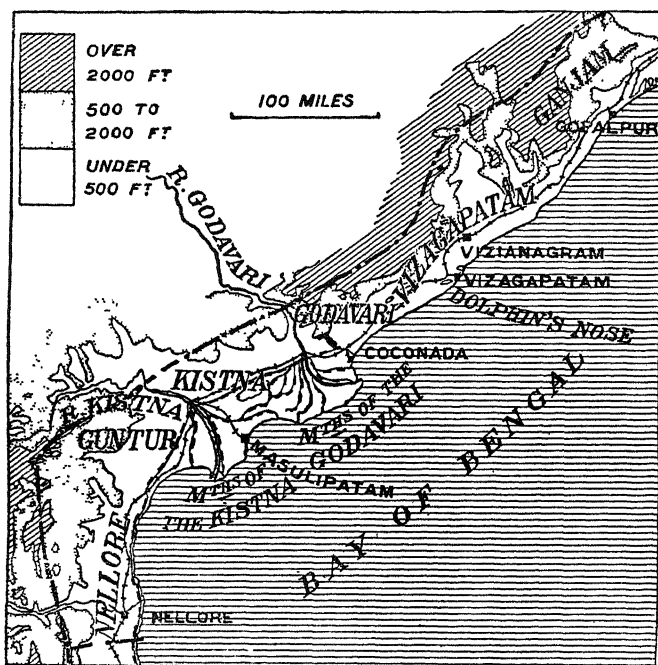 OVER
2000 FT
500 TO
2000 FT
UNDER
500 FT
100 MILES
GANJAM
GOPALPUR
R. GODAVARI
VIZAGAPATAM
VIZIANAGRAM
VIZAGAPATAM
DOLPHIN'S NOSE
GODAVARI
COCONADA
KISTNA
R. KISTNA
GUNTUR
MTHS OF THE
GODAVARI
MASULIPATAM
MTHS OF
THE KISTNA
BAY OF BENGAL
NELLORE
NELLORE